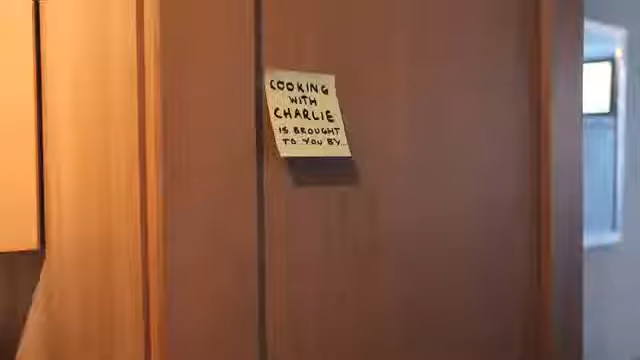 COOKING
WITH
CHARLIE
IS BROUGHT
TO YOU BY...